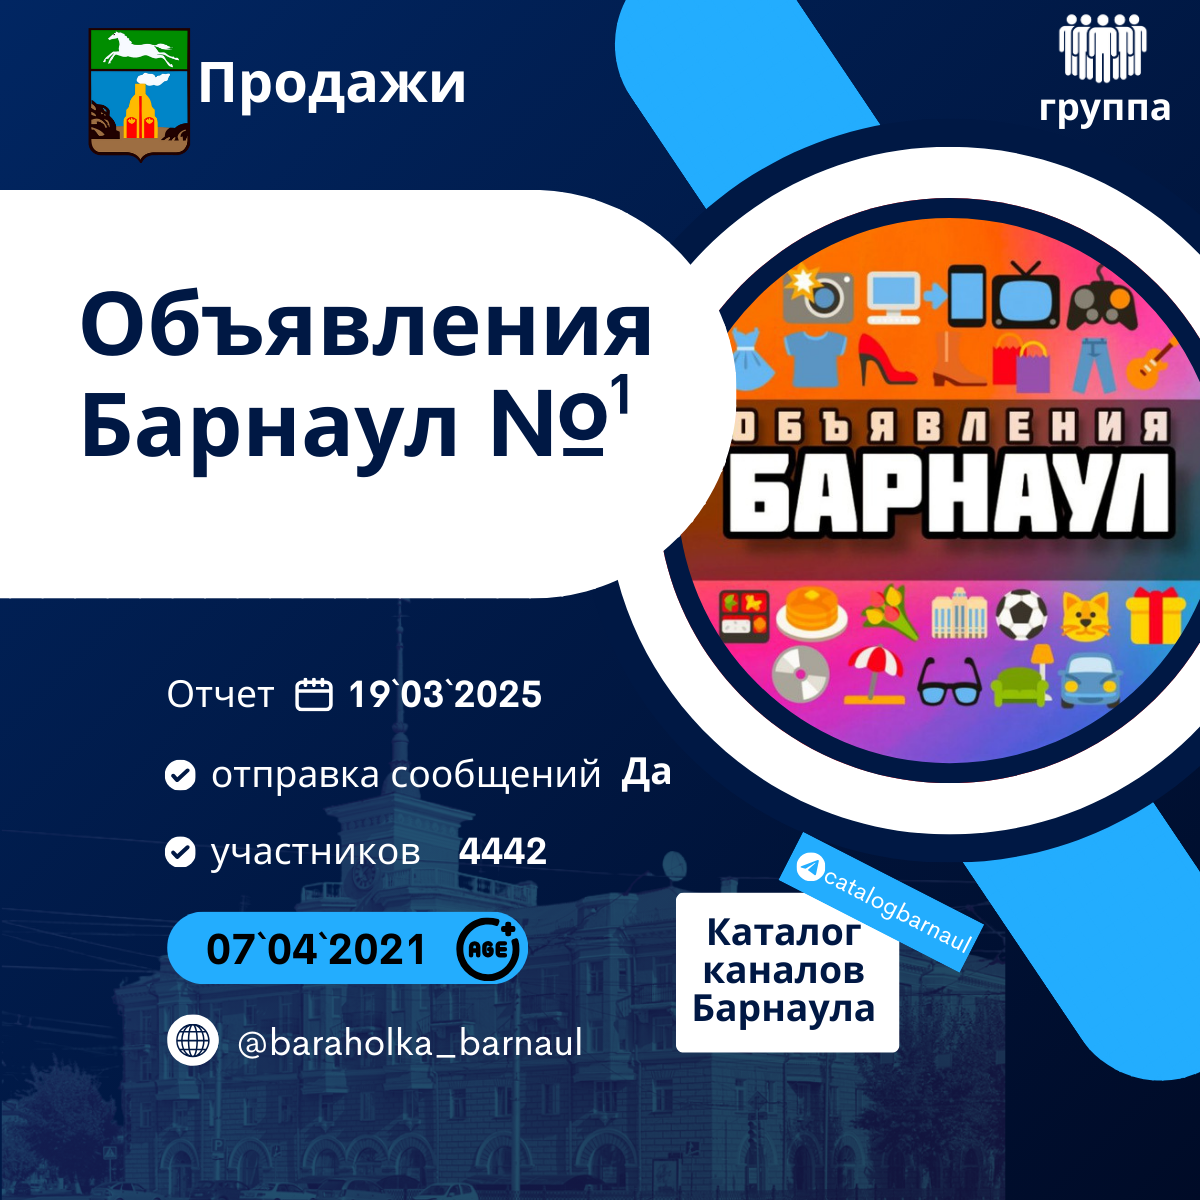 Продажи
группа
Объявления
Барнаул №¹
ОБЪЯВЛЕНИЯ
БАРНАУЛ
Отчет 19`03`2025
отправка сообщений Да
участников 4442
07`04`2021 AGE+
@baraholka_barnaul
catalogbarnaul
Каталог
каналов
Барнаула